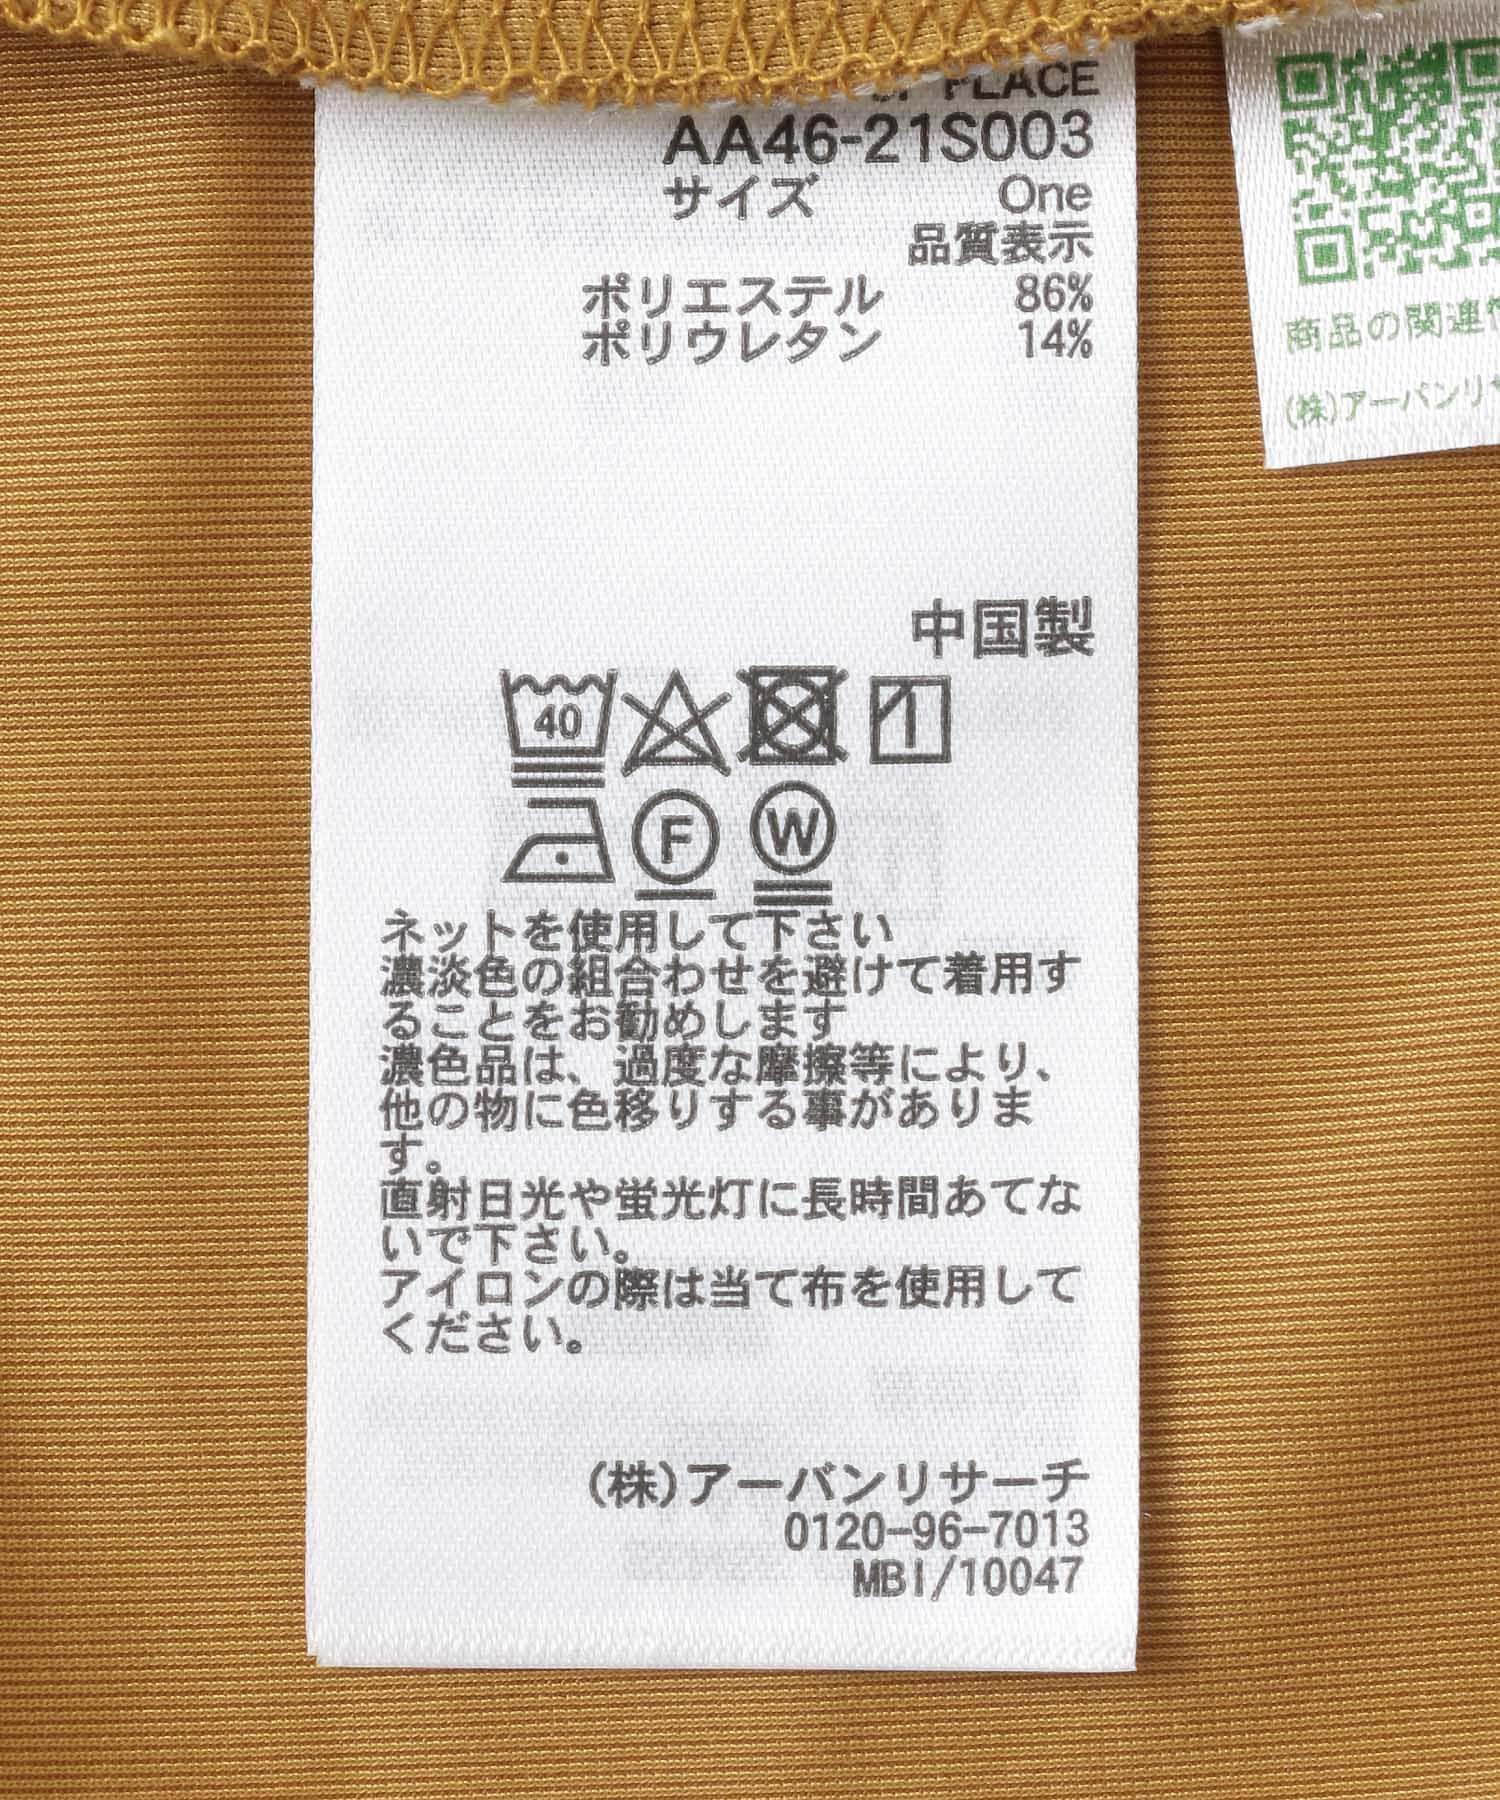 PLACE
AA46-21S003
サイズ One
品質表示
ポリエステル 86%
ポリウレタン 14%
中国製
40
F W
ネットを使用して下さい
濃淡色の組合わせを避けて着用す
ることをお勧めします
濃色品は、過度な摩擦等により、
他の物に色移りする事がありま
す。
直射日光や蛍光灯に長時間あてな
いで下さい。
アイロンの際は当て布を使用して
ください。
(株)アーバンリサーチ
0120-96-7013
MBI/10047
商品の関連
(株)アーバンリサ